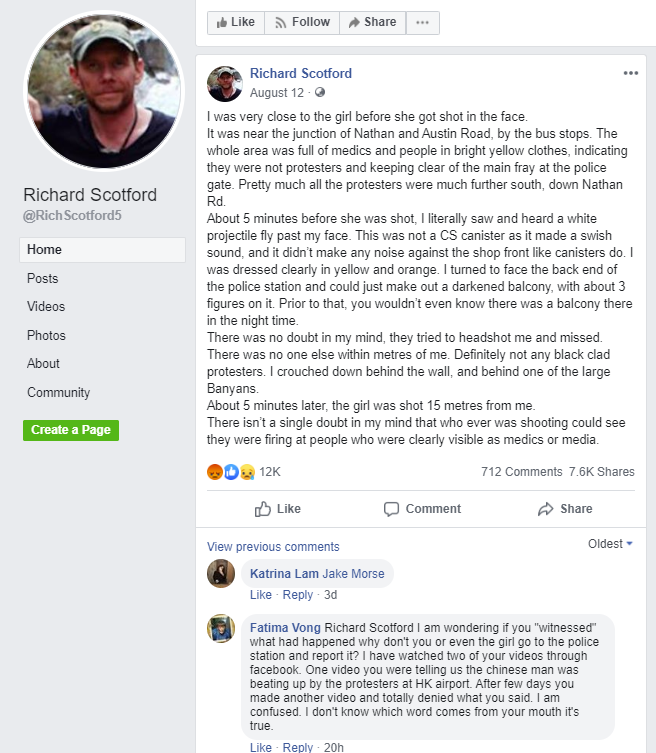 Like
Follow
Share
Richard Scotford
August 12
I was very close to the girl before she got shot in the face.
It was near the junction of Nathan and Austin Road, by the bus stops. The
whole area was full of medics and people in bright yellow clothes, indicating
they were not protesters and keeping clear of the main fray at the police
gate. Pretty much all the protesters were much further south, down Nathan
Rd.
About 5 minutes before she was shot, I literally saw and heard a white
projectile fly past my face. This was not a CS canister as it made a swish
sound, and it didn't make any noise against the shop front like canisters do. I
was dressed clearly in yellow and orange. I turned to face the back end of
the police station and could just make out a darkened balcony, with about 3
figures on it. Prior to that, you wouldn't even know there was a balcony there
in the night time.
There was no doubt in my mind, they tried to headshot me and missed.
There was no one else within metres of me. Definitely not any black clad
protesters. I crouched down behind the wall, and behind one of the large
Banyans.
About 5 minutes later, the girl was shot 15 metres from me.
There isn't a single doubt in my mind that who ever was shooting could see
they were firing at people who were clearly visible as medics or media.
12K
712 Comments 7.6K Shares
Like
Comment
Share
View previous comments
Oldest
Katrina Lam Jake Morse
Like · Reply · 3d
Fatima Vong Richard Scotford I am wondering if you "witnessed"
what had happened why don't you or even the girl go to the police
station and report it? I have watched two of your videos through
facebook. One video you were telling us the chinese man was
beating up by the protesters at HK airport. After few days you
made another video and totally denied what you said. I am
confused. I don't know which word comes from your mouth it's
true.
Like · Reply · 20h
Richard Scotford
@RichScotford5
Home
Posts
Videos
Photos
About
Community
Create a Page